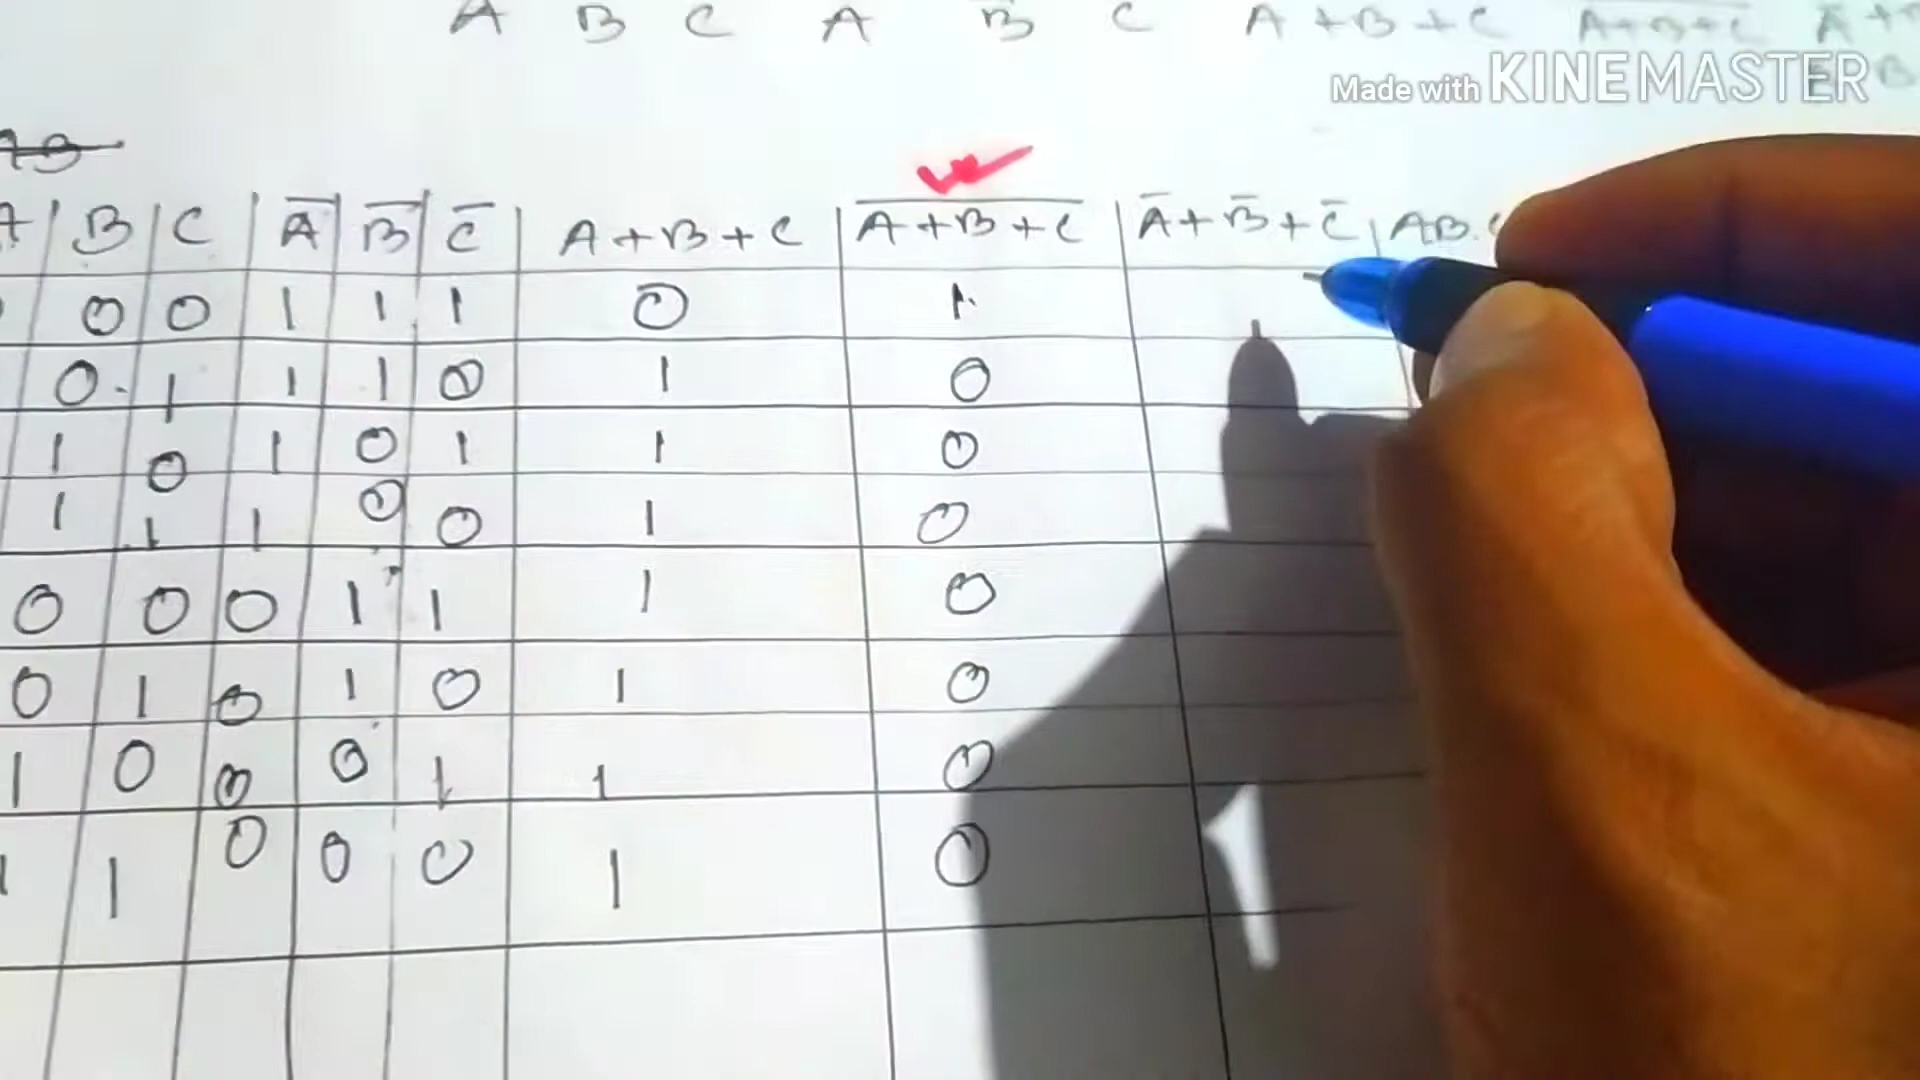 A B C A B̅ C A+B+C A̅+̅B̅+̅C̅
Made with KINEMASTER
A B C A̅ B̅ C̅ A+B+C A̅+̅B̅+̅C̅ A̅+B̅+C̅ AB.
0 0 1 1 1 0 1
0 1 1 1 0 1 0
1 0 1 0 1 1 0
1 1 1 0 0 1 0
0 0 0 1 1 1 0
0 1 0 1 0 1 0
1 0 0 0 1 1 0
1 1 0 0 0 1 0